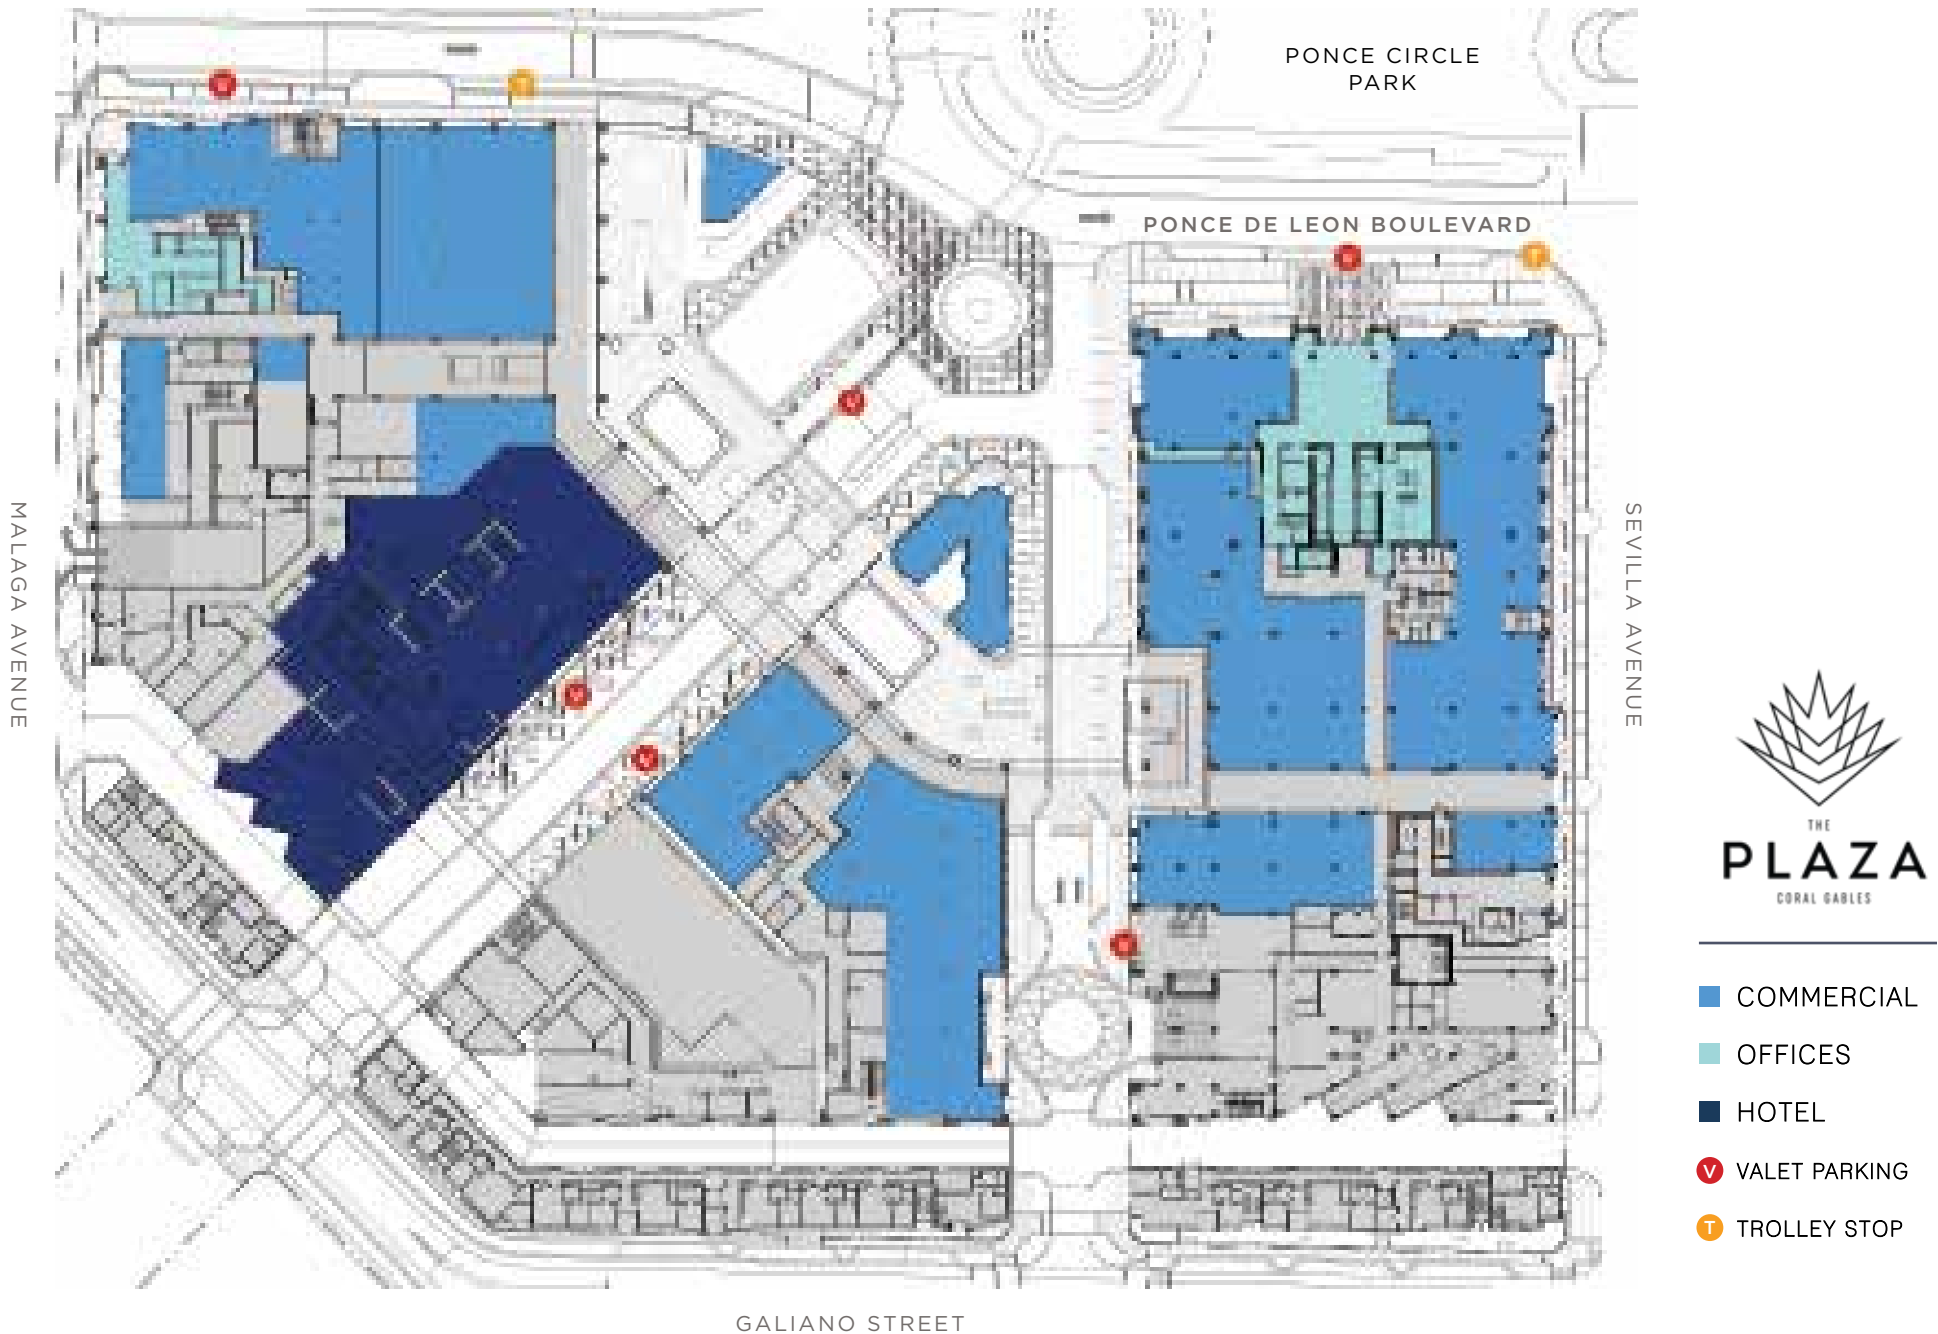 PONCE CIRCLE
PARK
V
T
PONCE DE LEON BOULEVARD
V
T
V
MALAGA AVENUE
SEVILLA AVENUE
V
V
V
THE
PLAZA
CORAL GABLES
COMMERCIAL
OFFICES
HOTEL
V VALET PARKING
T TROLLEY STOP
GALIANO STREET